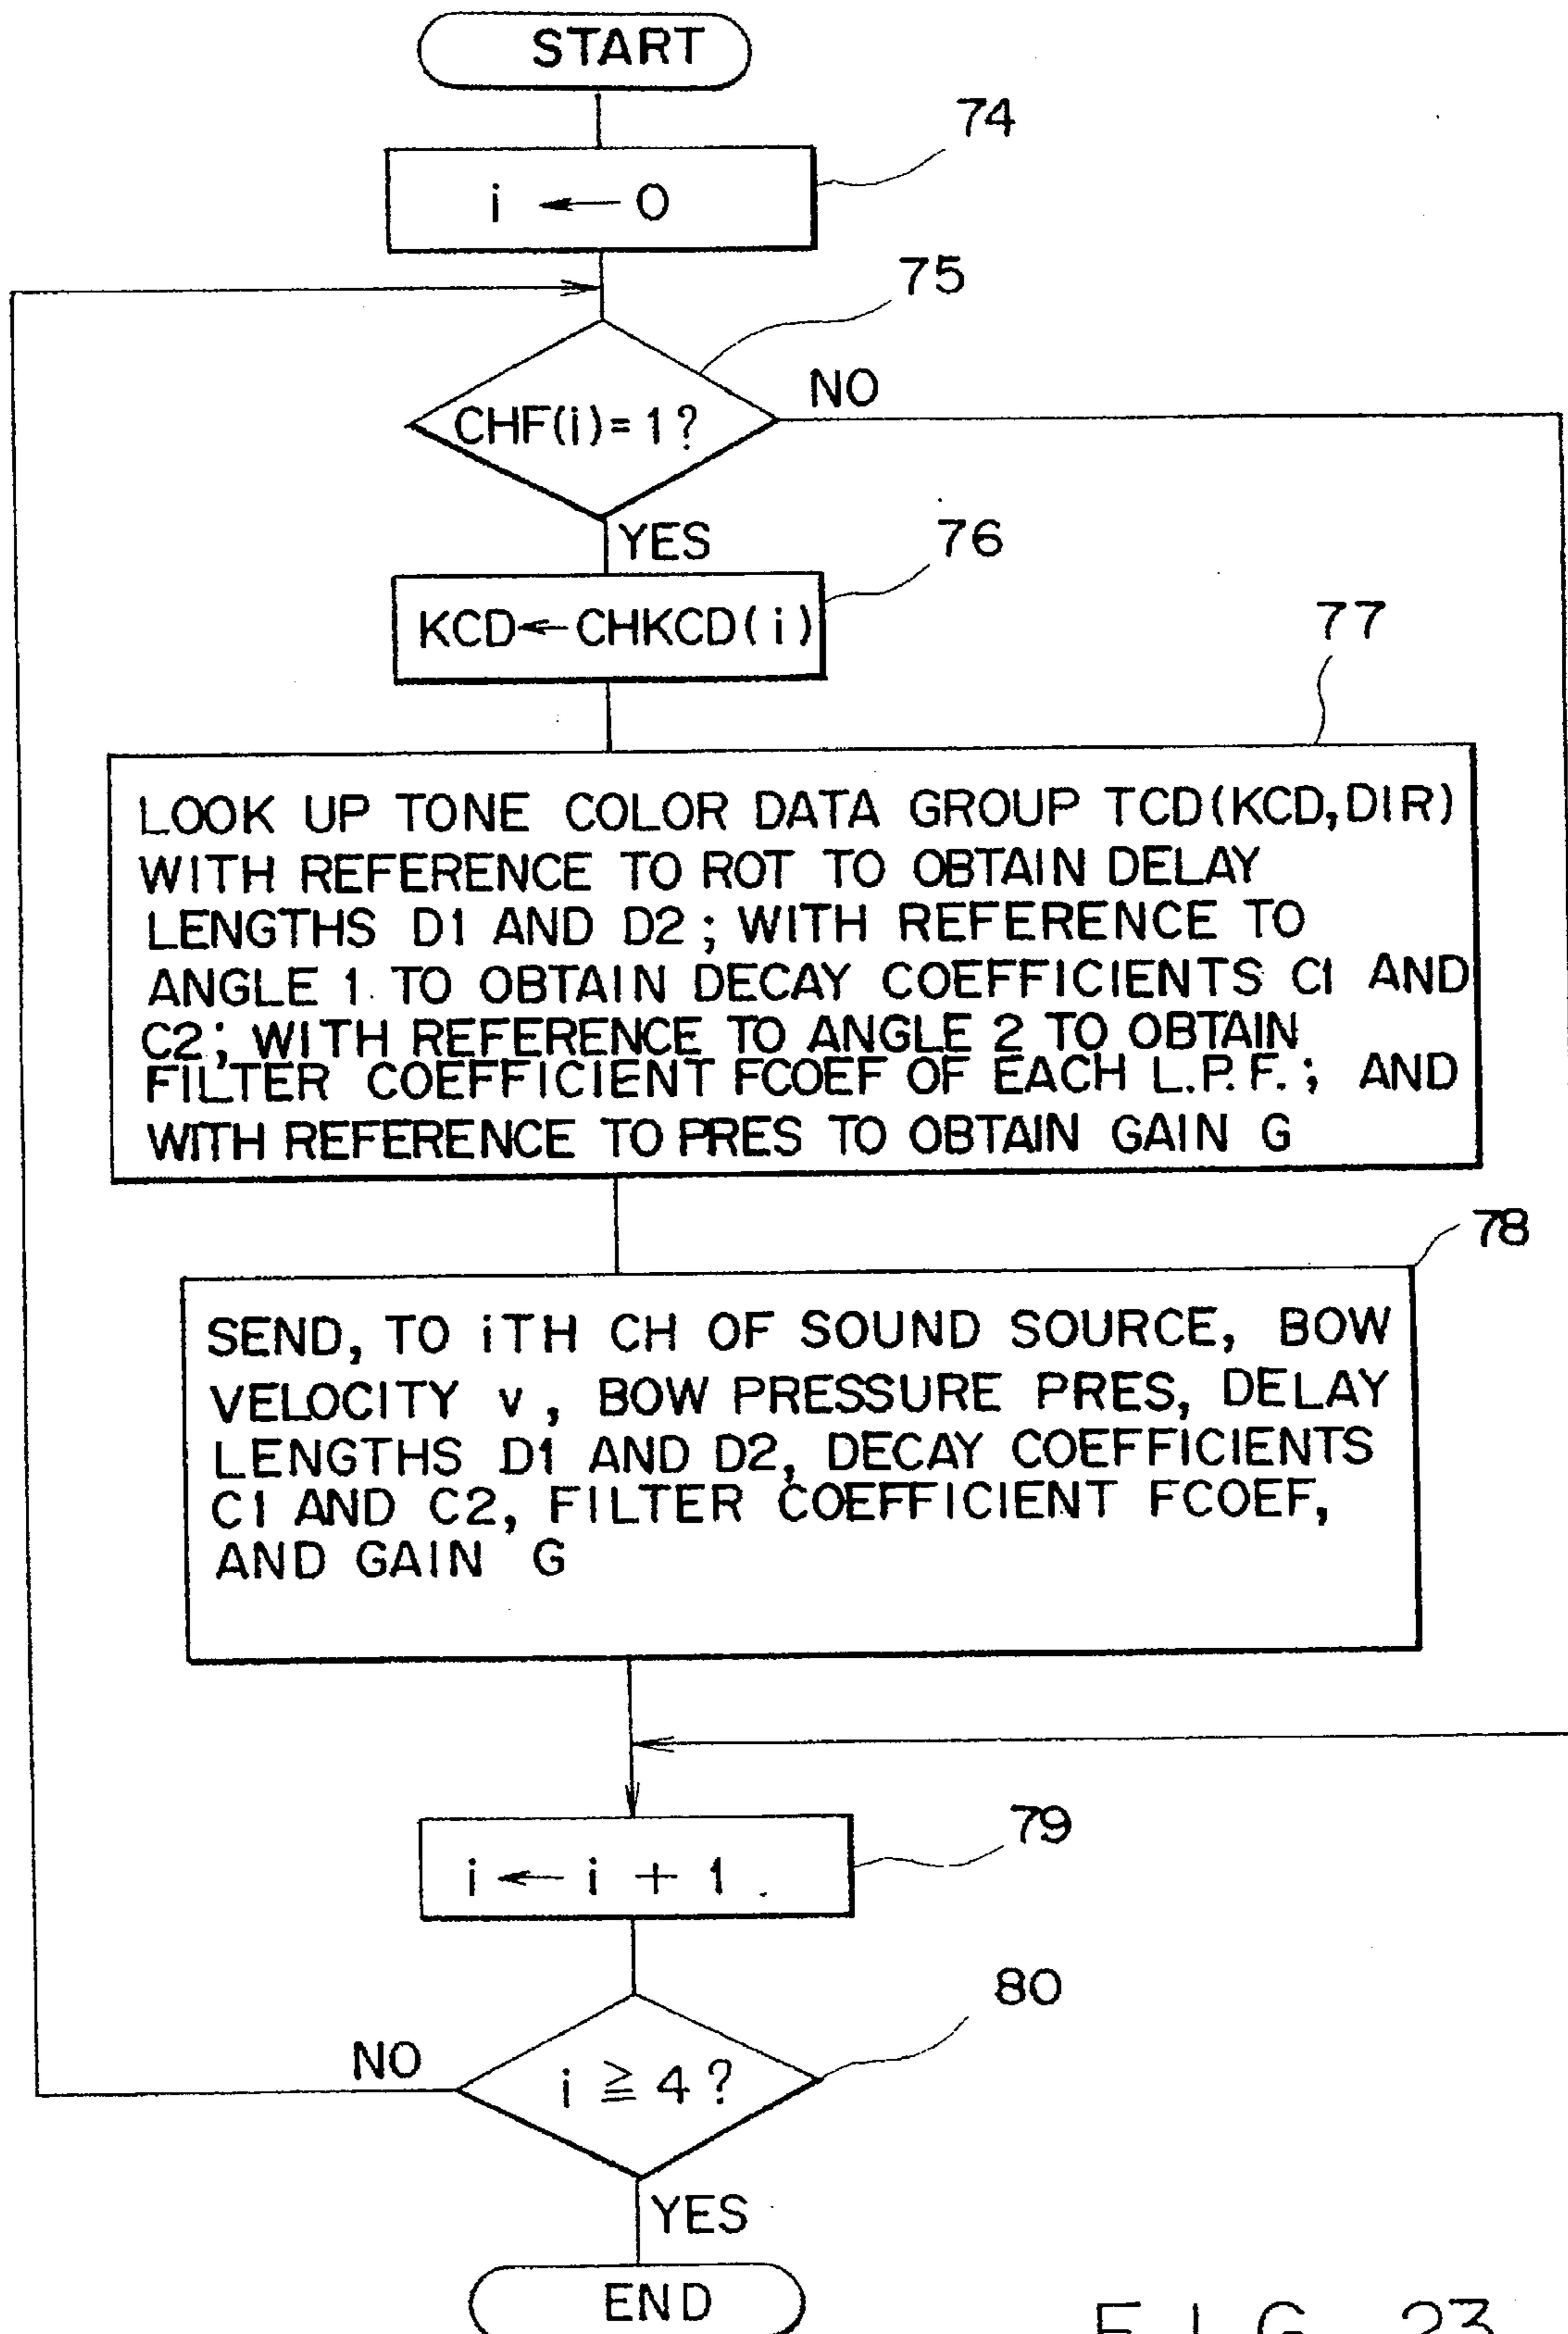 START
74
i ← 0
75
CHF(i)= 1 ?
NO
YES
76
KCD←CHKCD(i)
77
LOOK UP TONE COLOR DATA GROUP TCD(KCD,DIR)
WITH REFERENCE TO ROT TO OBTAIN DELAY
LENGTHS D1 AND D2 ; WITH REFERENCE TO
ANGLE 1 TO OBTAIN DECAY COEFFICIENTS C1 AND
C2 ; WITH REFERENCE TO ANGLE 2 TO OBTAIN
FILTER COEFFICIENT FCOEF OF EACH L.P.F. ; AND
WITH REFERENCE TO PRES TO OBTAIN GAIN G
78
SEND, TO iTH CH OF SOUND SOURCE, BOW
VELOCITY v , BOW PRESSURE PRES, DELAY
LENGTHS D1 AND D2, DECAY COEFFICIENTS
C1 AND C2, FILTER COEFFICIENT FCOEF,
AND GAIN G
79
i ← i + 1
80
NO
i ≧ 4 ?
YES
END
FIG. 23